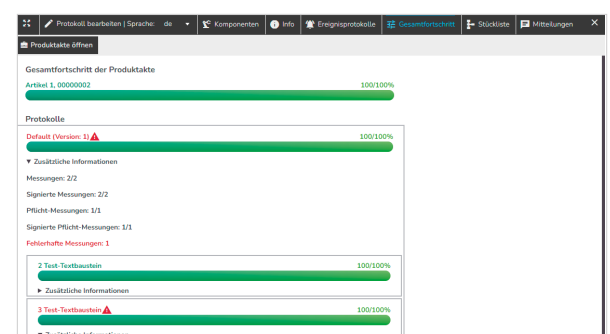 Protokoll bearbeiten | Sprache: de Komponenten Info Ereignisprotokolle Gesamtfortschritt Stückliste Mitteilungen
Produktakte öffnen
Gesamtfortschritt der Produktakte
Artikel 1, 00000002 100/100%
Protokolle
Default (Version: 1) 100/100%
▼ Zusätzliche Informationen
Messungen: 2/2
Signierte Messungen: 2/2
Pflicht-Messungen: 1/1
Signierte Pflicht-Messungen: 1/1
Fehlerhafte Messungen: 1
2 Test-Textbaustein 100/100%
► Zusätzliche Informationen
3 Test-Textbaustein 100/100%
▼ Zusätzliche Informationen